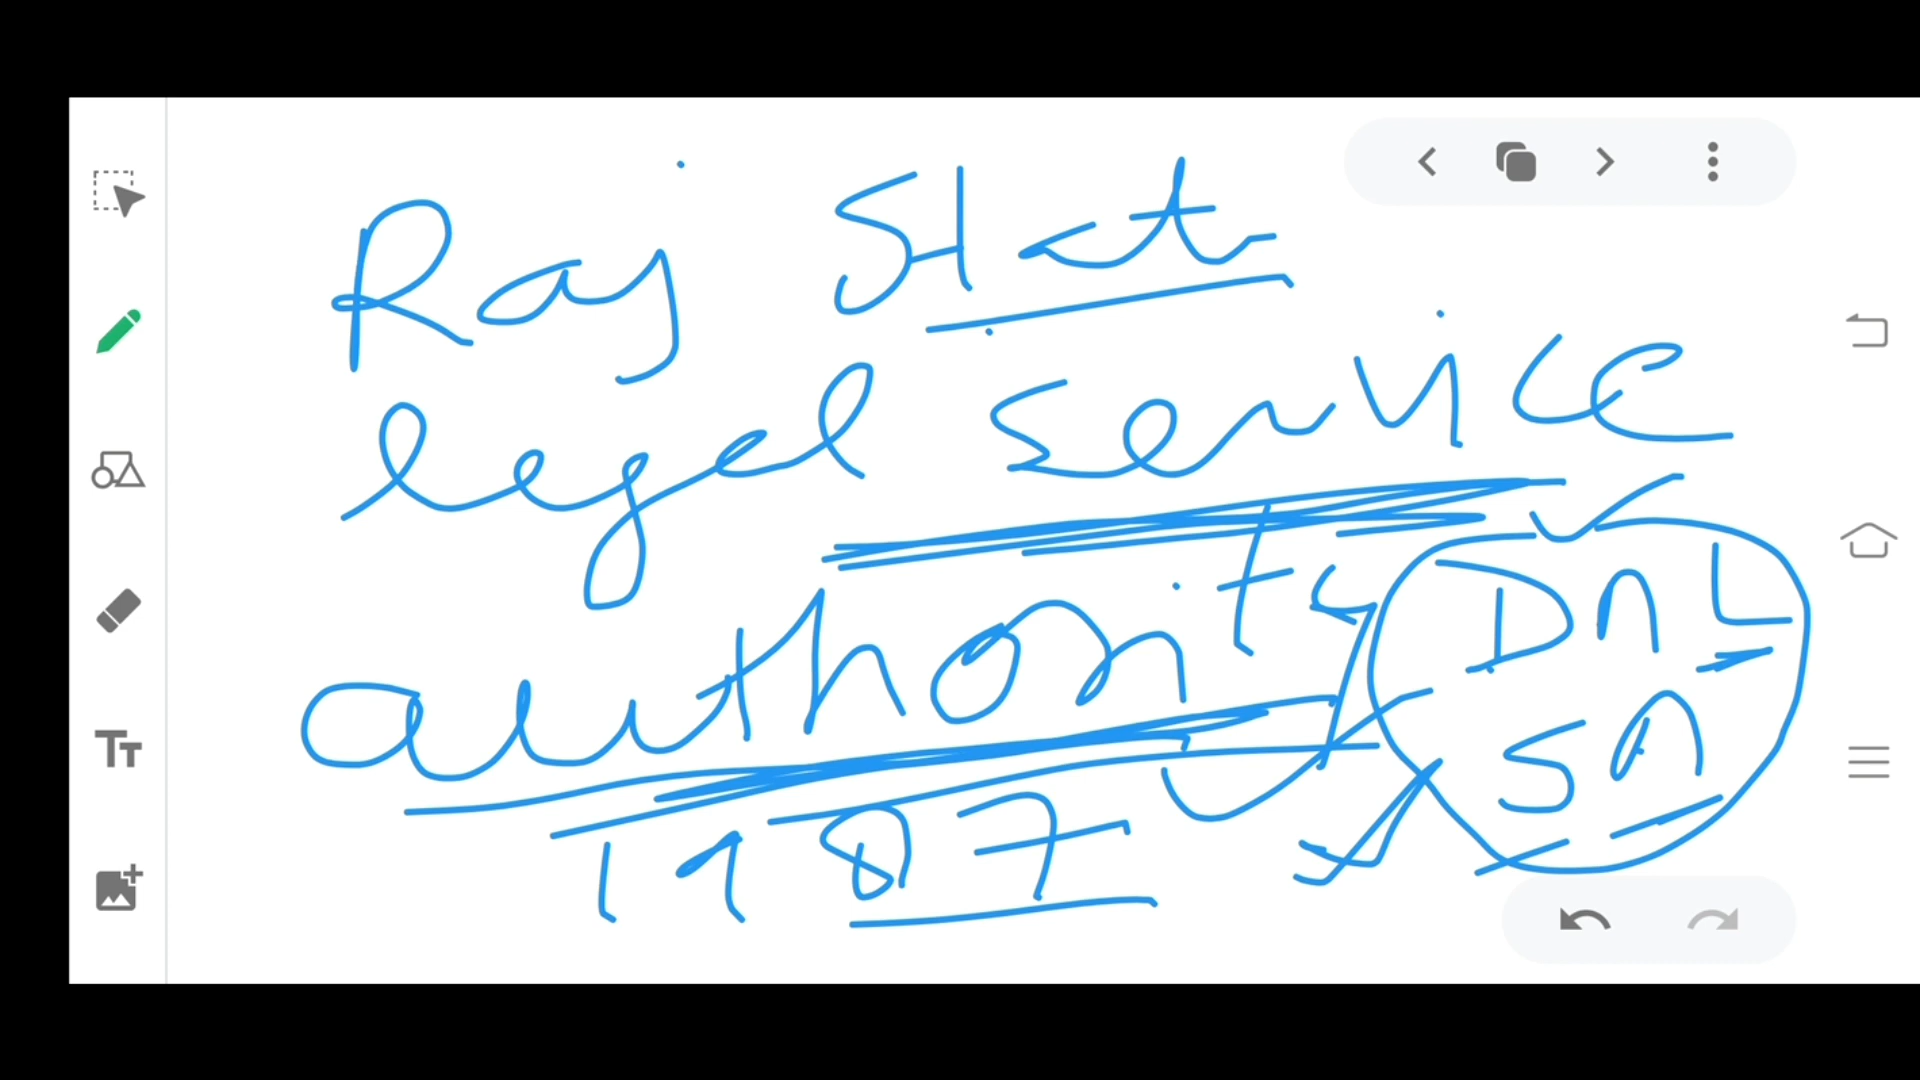 Raj Stat
legal service
authority
1987
DNL
SA